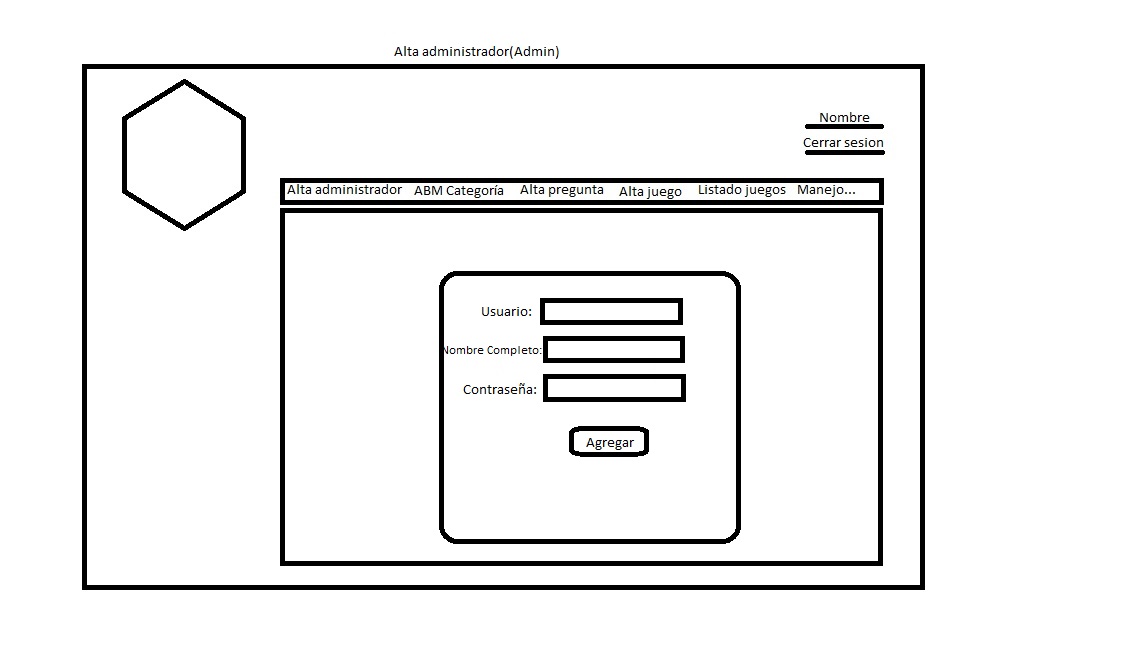 Alta administrador(Admin)
Nombre
Cerrar sesion
Alta administrador ABM Categoría Alta pregunta Alta juego Listado juegos Manejo...
Usuario:
Nombre Completo:
Contraseña:
Agregar